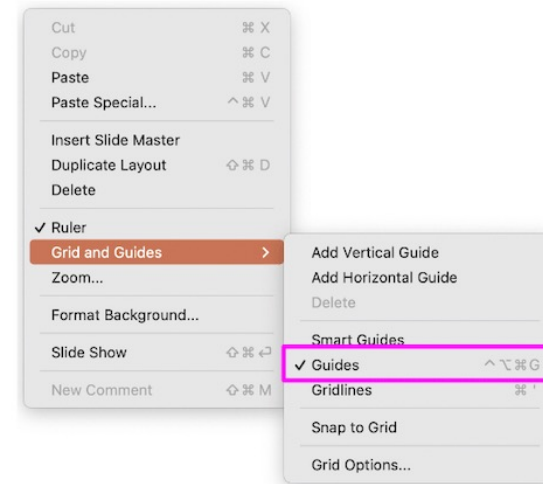 Cut ⌘ X
Copy ⌘ C
Paste ⌘ V
Paste Special... ^ ⌘ V
Insert Slide Master
Duplicate Layout ⇧ ⌘ D
Delete
✓ Ruler
Grid and Guides >
Zoom...
Format Background...
Slide Show ⇧ ⌘ ↩
New Comment ⇧ ⌘ M
Add Vertical Guide
Add Horizontal Guide
Delete
Smart Guides
✓ Guides ^ ⌥ ⌘ G
Gridlines ⌘ '
Snap to Grid
Grid Options...